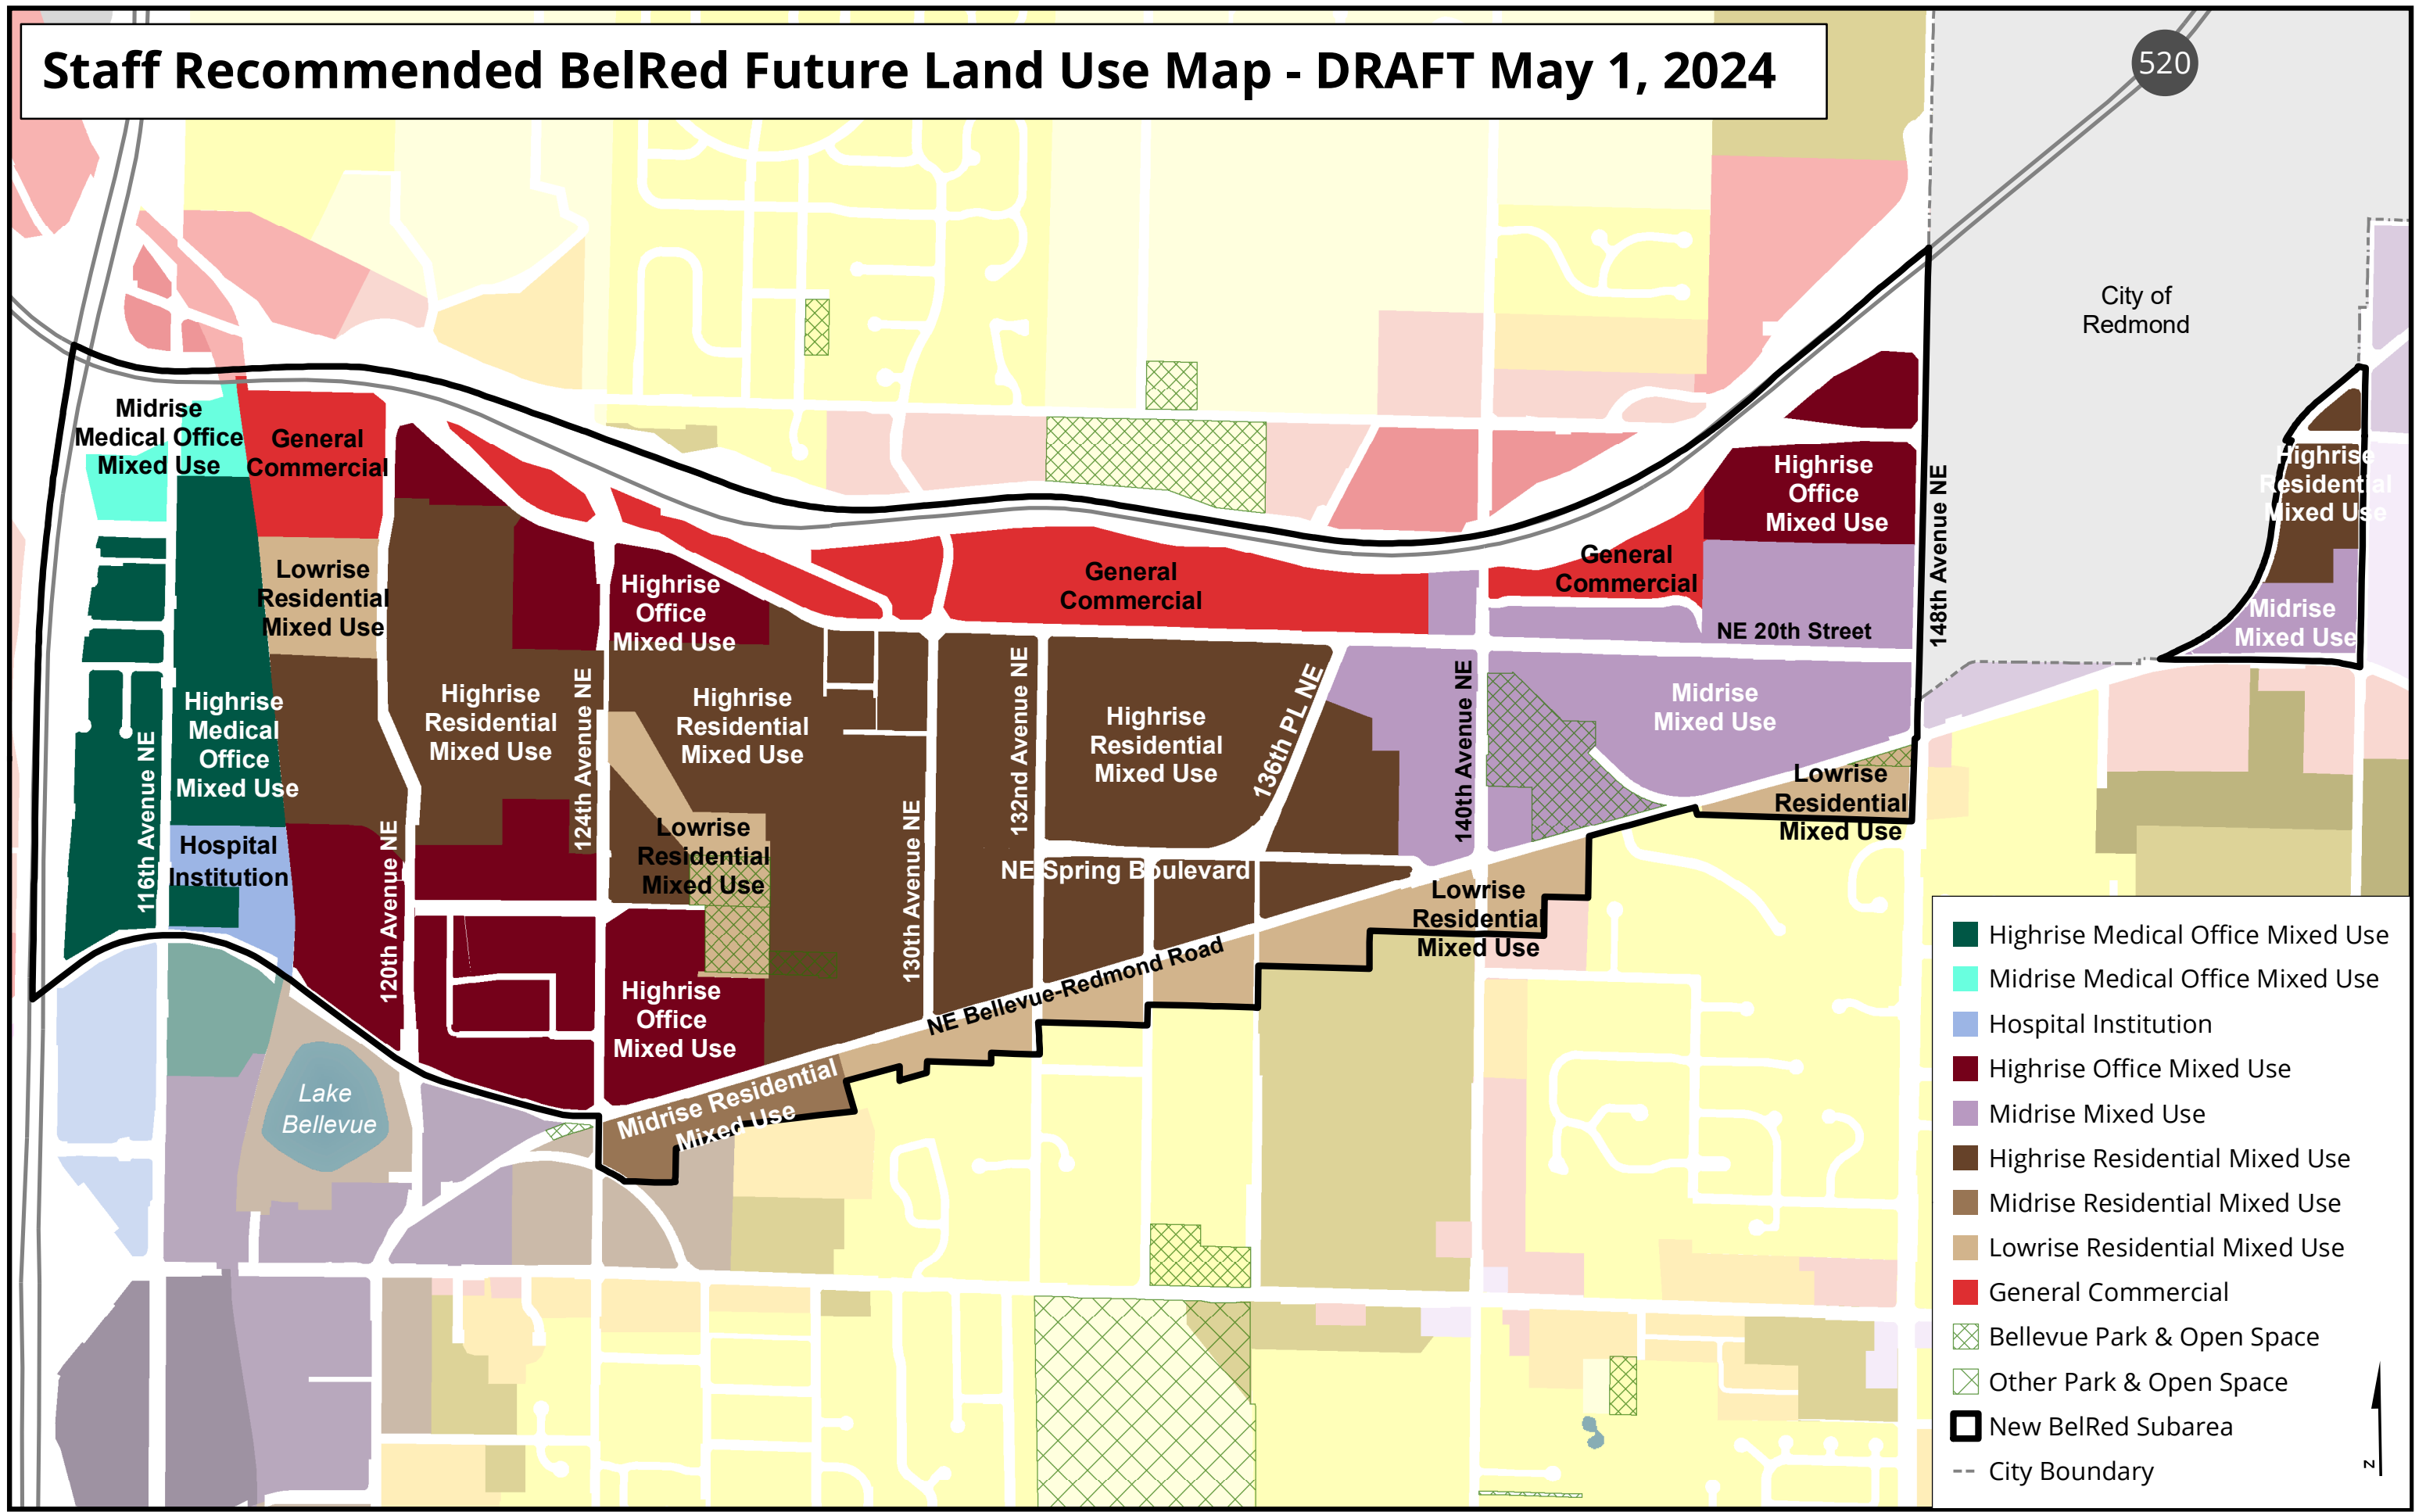 Staff Recommended BelRed Future Land Use Map - DRAFT May 1, 2024
520
City of
Redmond
Midrise
Medical Office
Mixed Use
General
Commercial
Lowrise
Residential
Mixed Use
Highrise
Office
Mixed Use
General
Commercial
General
Commercial
Highrise
Office
Mixed Use
148th Avenue NE
Highrise
Residential
Mixed Use
Midrise
Mixed Use
NE 20th Street
Highrise
Medical
Office
Mixed Use
Highrise
Residential
Mixed Use
124th Avenue NE
Highrise
Residential
Mixed Use
132nd Avenue NE
Highrise
Residential
Mixed Use
136th PL NE
140th Avenue NE
Midrise
Mixed Use
Lowrise
Residential
Mixed Use
116th Avenue NE
Hospital
Institution
120th Avenue NE
Lowrise
Residential
Mixed Use
130th Avenue NE
NE Spring Boulevard
Lowrise
Residential
Mixed Use
Highrise
Office
Mixed Use
NE Bellevue-Redmond Road
Midrise Residential
Mixed Use
Lake
Bellevue
Highrise Medical Office Mixed Use
Midrise Medical Office Mixed Use
Hospital Institution
Highrise Office Mixed Use
Midrise Mixed Use
Highrise Residential Mixed Use
Midrise Residential Mixed Use
Lowrise Residential Mixed Use
General Commercial
Bellevue Park & Open Space
Other Park & Open Space
New BelRed Subarea
City Boundary
N